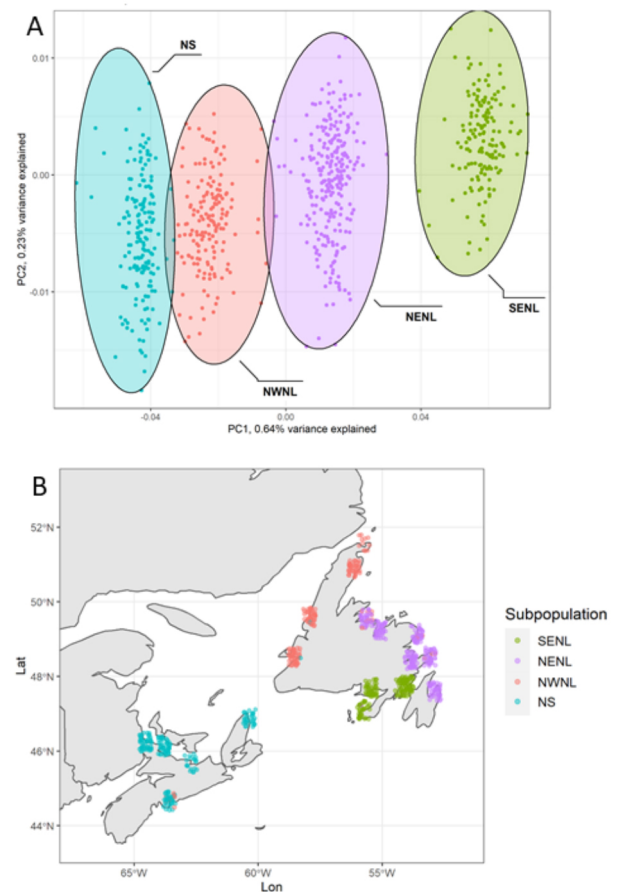 A
NS
0.01
0.00
-0.01
PC2, 0.23% variance explained
NENL
SENL
NWNL
-0.04
0.00
0.04
PC1, 0.64% variance explained
B
52°N
50°N
48°N
46°N
44°N
Lat
65°W
60°W
55°W
Lon
Subpopulation
SENL
NENL
NWNL
NS